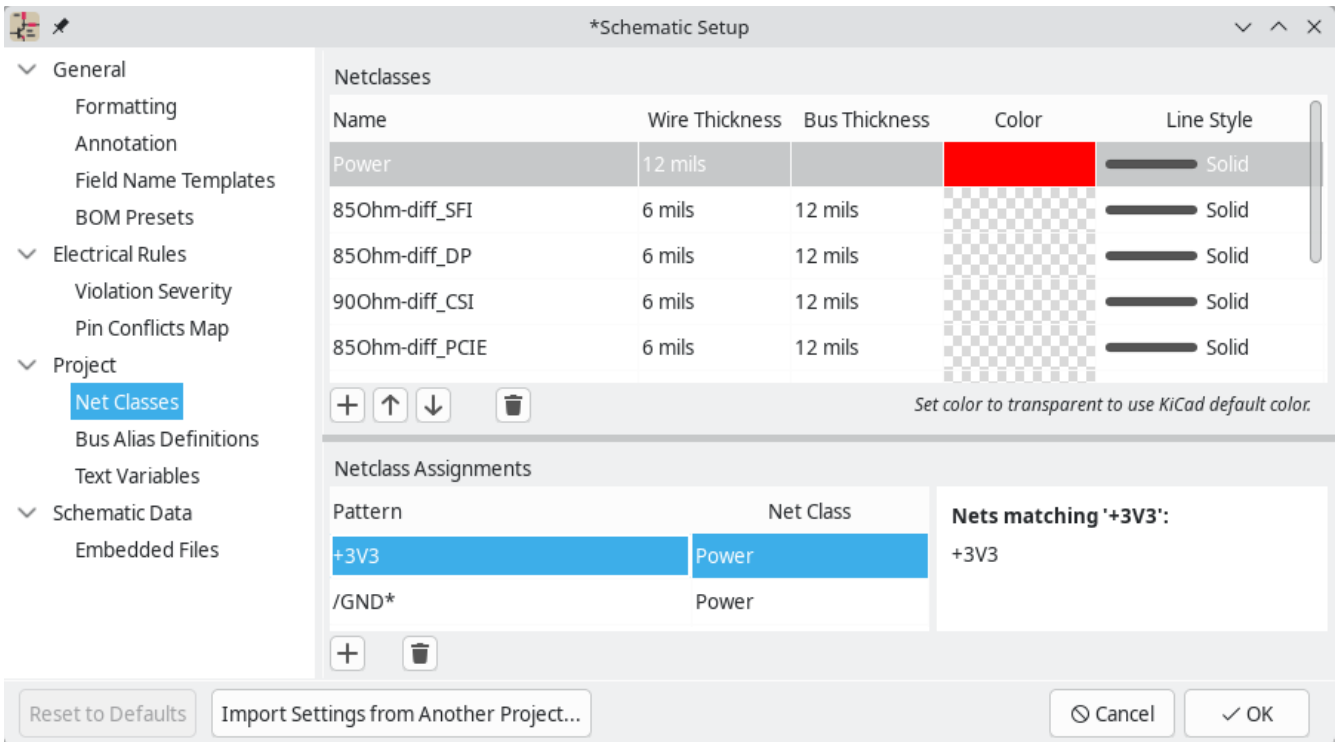 *Schematic Setup
General
Formatting
Annotation
Field Name Templates
BOM Presets
Electrical Rules
Violation Severity
Pin Conflicts Map
Project
Net Classes
Bus Alias Definitions
Text Variables
Schematic Data
Embedded Files
Netclasses
Name Wire Thickness Bus Thickness Color Line Style
Power 12 mils Solid
85Ohm-diff_SFI 6 mils 12 mils Solid
85Ohm-diff_DP 6 mils 12 mils Solid
90Ohm-diff_CSI 6 mils 12 mils Solid
85Ohm-diff_PCIE 6 mils 12 mils Solid
Set color to transparent to use KiCad default color.
Netclass Assignments
Pattern Net Class
+3V3 Power
/GND* Power
Nets matching '+3V3':
+3V3
Reset to Defaults Import Settings from Another Project... Cancel OK